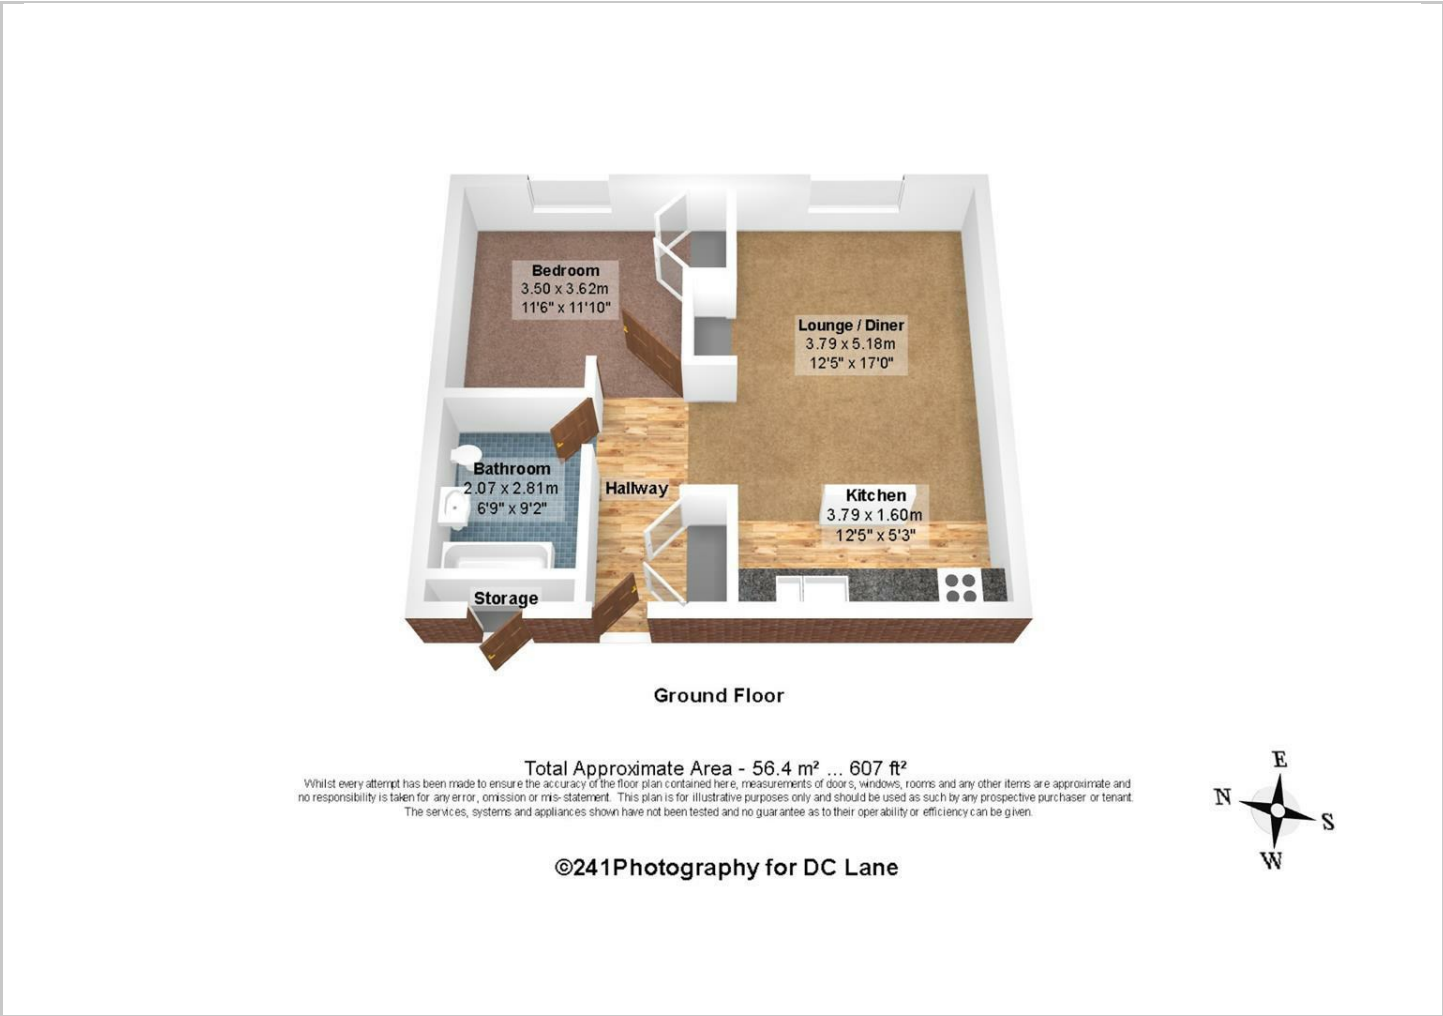 Bedroom
3.50 x 3.62m
11'6" x 11'10"
Lounge / Diner
3.79 x 5.18m
12'5" x 17'0"
Bathroom
2.07 x 2.81m
6'9" x 9'2"
Hallway
Kitchen
3.79 x 1.60m
12'5" x 5'3"
Storage
Ground Floor
Total Approximate Area - 56.4 m² ... 607 ft²
Whilst every attempt has been made to ensure the accuracy of the floor plan contained here, measurements of doors, windows, rooms and any other items are approximate and
no responsibility is taken for any error, omission or mis-statement. This plan is for illustrative purposes only and should be used as such by any prospective purchaser or tenant.
The services, systems and appliances shown have not been tested and no guarantee as to their operability or efficiency can be given.
©241Photography for DC Lane
E
N
S
W